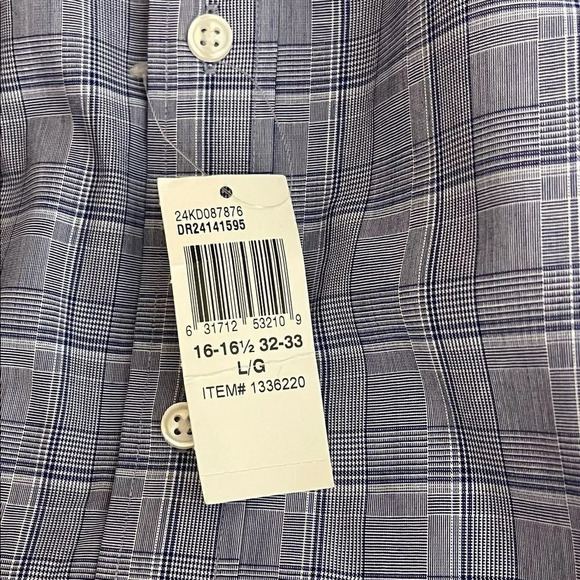 24KD087876
DR24141595
6 31712 53210 9
16-16½ 32-33
L/G
ITEM# 1336220